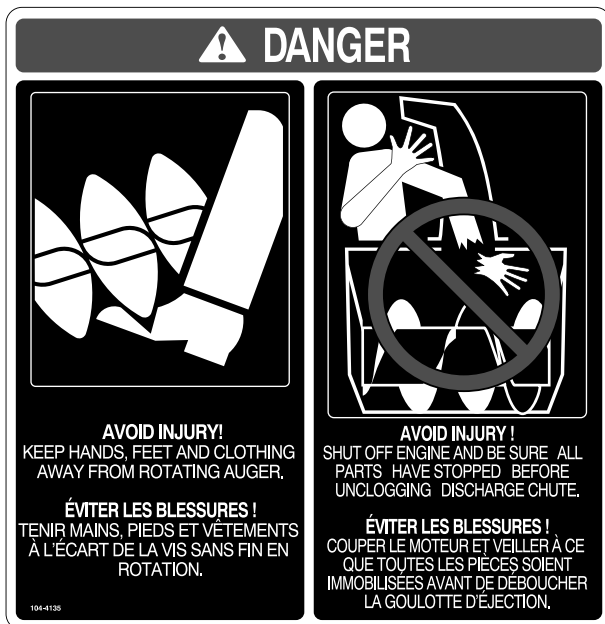 DANGER
AVOID INJURY!
KEEP HANDS, FEET AND CLOTHING
AWAY FROM ROTATING AUGER.
ÉVITER LES BLESSURES !
TENIR MAINS, PIEDS ET VÊTEMENTS
À L'ÉCART DE LA VIS SANS FIN EN
ROTATION.
104-4135
AVOID INJURY !
SHUT OFF ENGINE AND BE SURE ALL
PARTS HAVE STOPPED BEFORE
UNCLOGGING DISCHARGE CHUTE.
ÉVITER LES BLESSURES !
COUPER LE MOTEUR ET VEILLER À CE
QUE TOUTES LES PIÈCES SOIENT
IMMOBILISÉES AVANT DE DÉBOUCHER
LA GOULOTTE D'ÉJECTION.